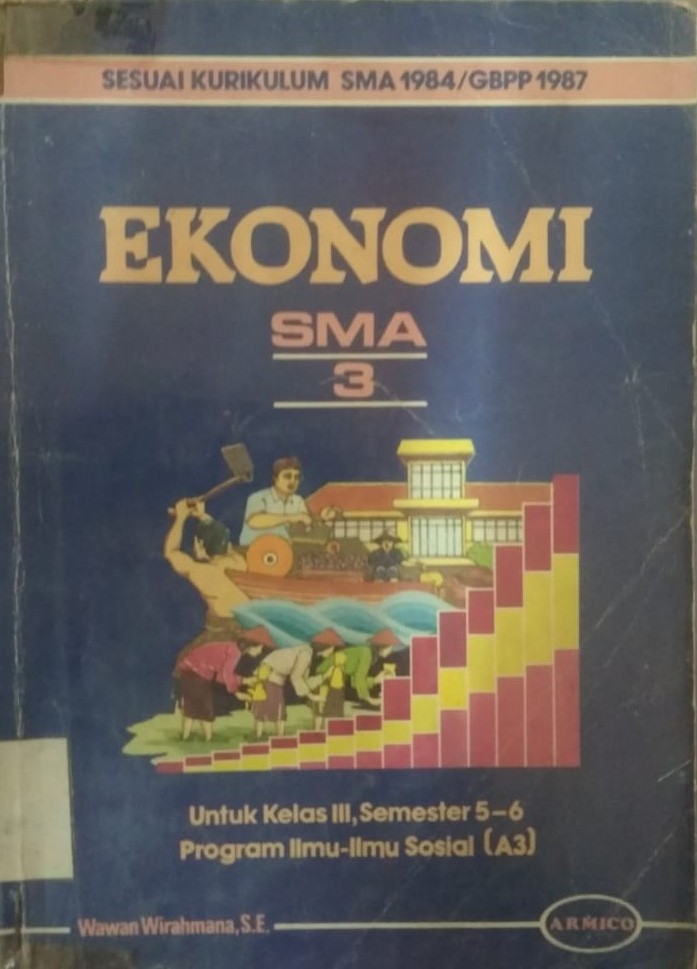 SESUAI KURIKULUM SMA 1984/GBPP 1987
EKONOMI
SMA
3
Untuk Kelas III, Semester 5-6
Program Ilmu-Ilmu Sosial (A3)
Wawan Wirahmana, S.E.
ARMICO